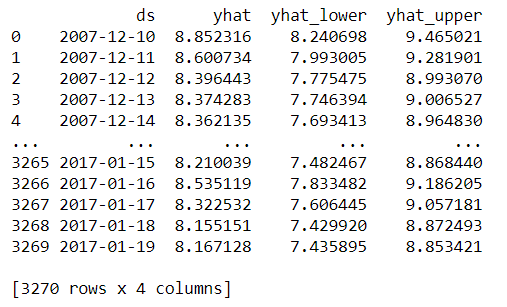 ds yhat yhat_lower yhat_upper
0 2007-12-10 8.852316 8.240698 9.465021
1 2007-12-11 8.600734 7.993005 9.281901
2 2007-12-12 8.396443 7.775475 8.993070
3 2007-12-13 8.374283 7.746394 9.006527
4 2007-12-14 8.362135 7.693413 8.964830
... ... ... ... ...
3265 2017-01-15 8.210039 7.482467 8.868440
3266 2017-01-16 8.535119 7.833482 9.186205
3267 2017-01-17 8.322532 7.606445 9.057181
3268 2017-01-18 8.155151 7.429920 8.872493
3269 2017-01-19 8.167128 7.435895 8.853421
[3270 rows x 4 columns]